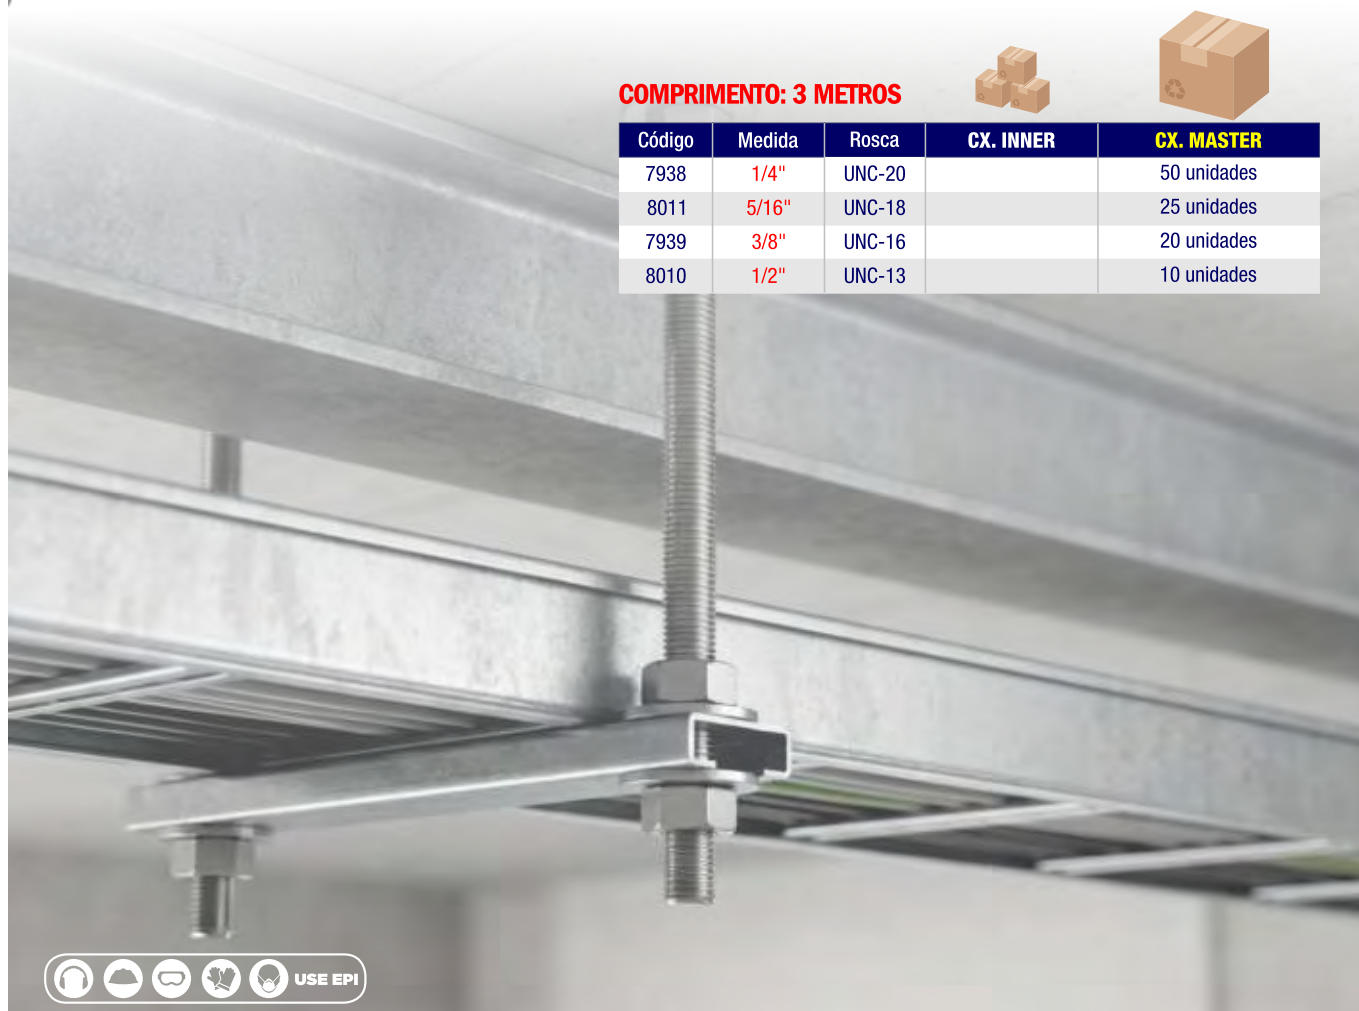 COMPRIMENTO: 3 METROS
Código Medida Rosca CX. INNER CX. MASTER
7938 1/4" UNC-20 50 unidades
8011 5/16" UNC-18 25 unidades
7939 3/8" UNC-16 20 unidades
8010 1/2" UNC-13 10 unidades
USE EPI